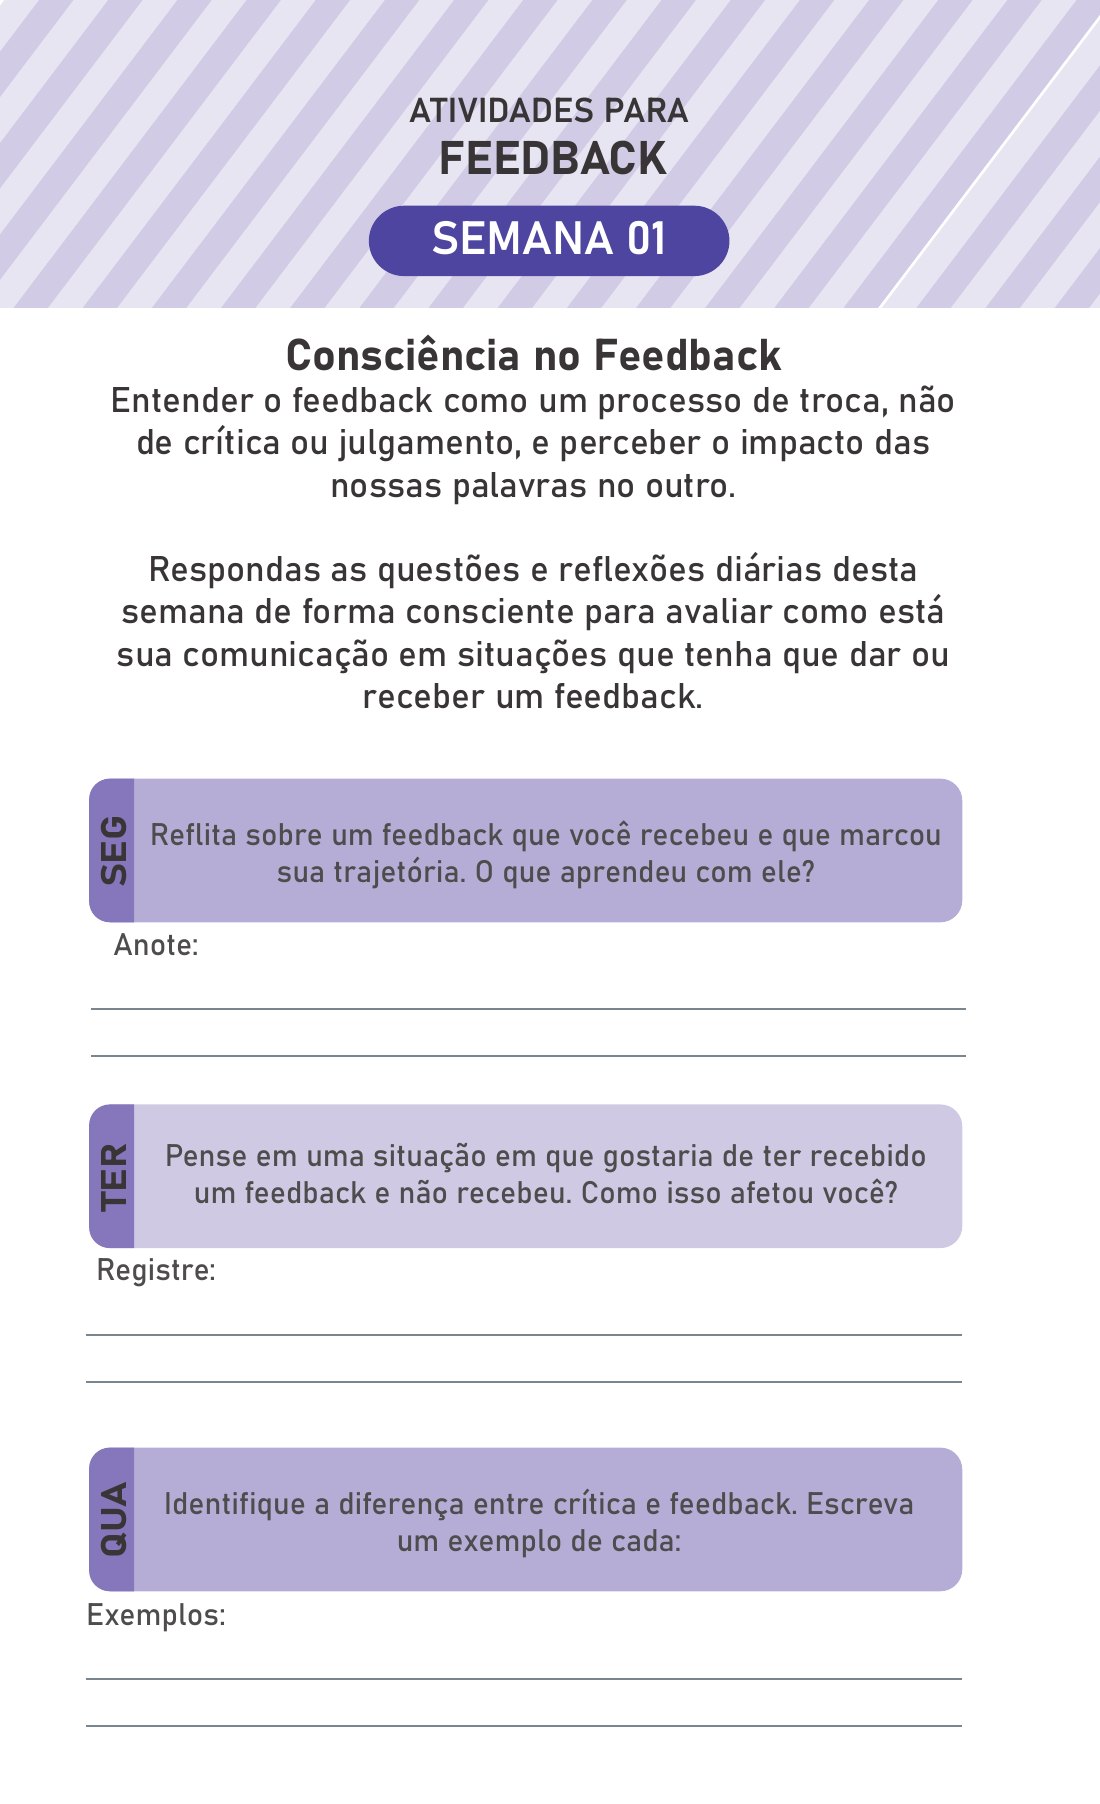 ATIVIDADES PARA
FEEDBACK
SEMANA 01
Consciência no Feedback
Entender o feedback como um processo de troca, não
de crítica ou julgamento, e perceber o impacto das
nossas palavras no outro.
Respondas as questões e reflexões diárias desta
semana de forma consciente para avaliar como está
sua comunicação em situações que tenha que dar ou
receber um feedback.
SEG
Reflita sobre um feedback que você recebeu e que marcou
sua trajetória. O que aprendeu com ele?
Anote:
TER
Pense em uma situação em que gostaria de ter recebido
um feedback e não recebeu. Como isso afetou você?
Registre:
QUA
Identifique a diferença entre crítica e feedback. Escreva
um exemplo de cada:
Exemplos: